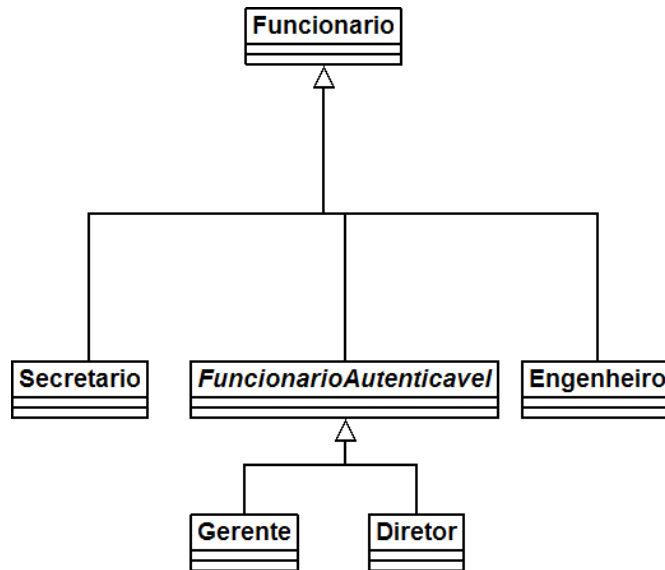 Funcionario
Secretario
FuncionarioAutenticavel
Engenheiro
Gerente
Diretor